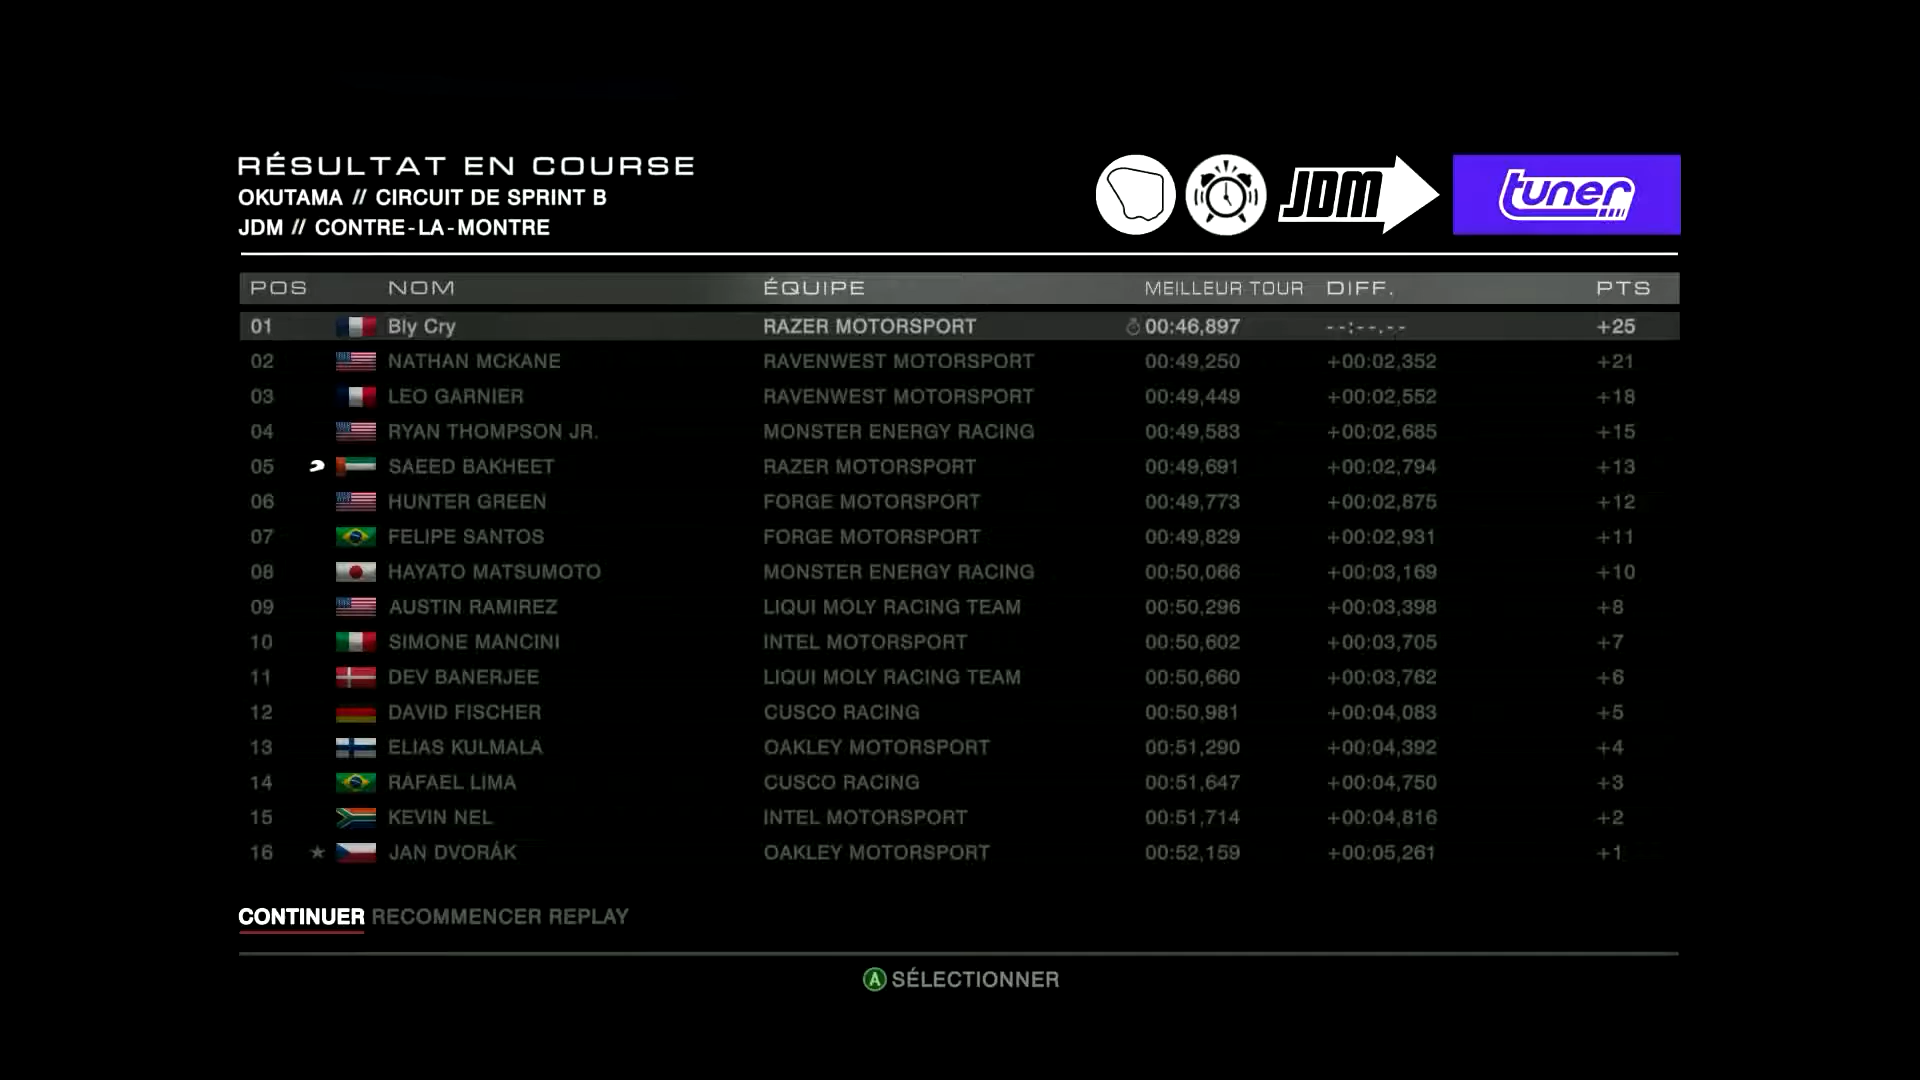 RÉSULTAT EN COURSE
OKUTAMA // CIRCUIT DE SPRINT B
JDM // CONTRE-LA-MONTRE
JDM tuner
POS NOM ÉQUIPE MEILLEUR TOUR DIFF. PTS
01 Bly Cry RAZER MOTORSPORT 00:46,897 --:--.-- +25
02 NATHAN MCKANE RAVENWEST MOTORSPORT 00:49,250 +00:02,352 +21
03 LEO GARNIER RAVENWEST MOTORSPORT 00:49,449 +00:02,552 +18
04 RYAN THOMPSON JR. MONSTER ENERGY RACING 00:49,583 +00:02,685 +15
05 SAEED BAKHEET RAZER MOTORSPORT 00:49,691 +00:02,794 +13
06 HUNTER GREEN FORGE MOTORSPORT 00:49,773 +00:02,875 +12
07 FELIPE SANTOS FORGE MOTORSPORT 00:49,829 +00:02,931 +11
08 HAYATO MATSUMOTO MONSTER ENERGY RACING 00:50,066 +00:03,169 +10
09 AUSTIN RAMIREZ LIQUI MOLY RACING TEAM 00:50,296 +00:03,398 +8
10 SIMONE MANCINI INTEL MOTORSPORT 00:50,602 +00:03,705 +7
11 DEV BANERJEE LIQUI MOLY RACING TEAM 00:50,660 +00:03,762 +6
12 DAVID FISCHER CUSCO RACING 00:50,981 +00:04,083 +5
13 ELIAS KULMALA OAKLEY MOTORSPORT 00:51,290 +00:04,392 +4
14 RAFAEL LIMA CUSCO RACING 00:51,647 +00:04,750 +3
15 KEVIN NEL INTEL MOTORSPORT 00:51,714 +00:04,816 +2
16 JAN DVORÁK OAKLEY MOTORSPORT 00:52,159 +00:05,261 +1
CONTINUER RECOMMENCER REPLAY
A SÉLECTIONNER